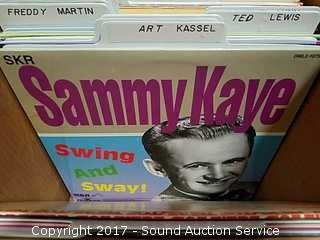 FREDDY MARTIN
ART KASSEL
TED LEWIS
SKR
Sammy Kaye
Swing
And
Sway!
Copyright 2017 - Sound Auction Service